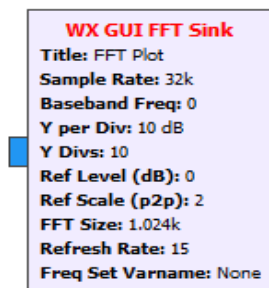 WX GUI FFT Sink
Title: FFT Plot
Sample Rate: 32k
Baseband Freq: 0
Y per Div: 10 dB
Y Divs: 10
Ref Level (dB): 0
Ref Scale (p2p): 2
FFT Size: 1.024k
Refresh Rate: 15
Freq Set Varname: None